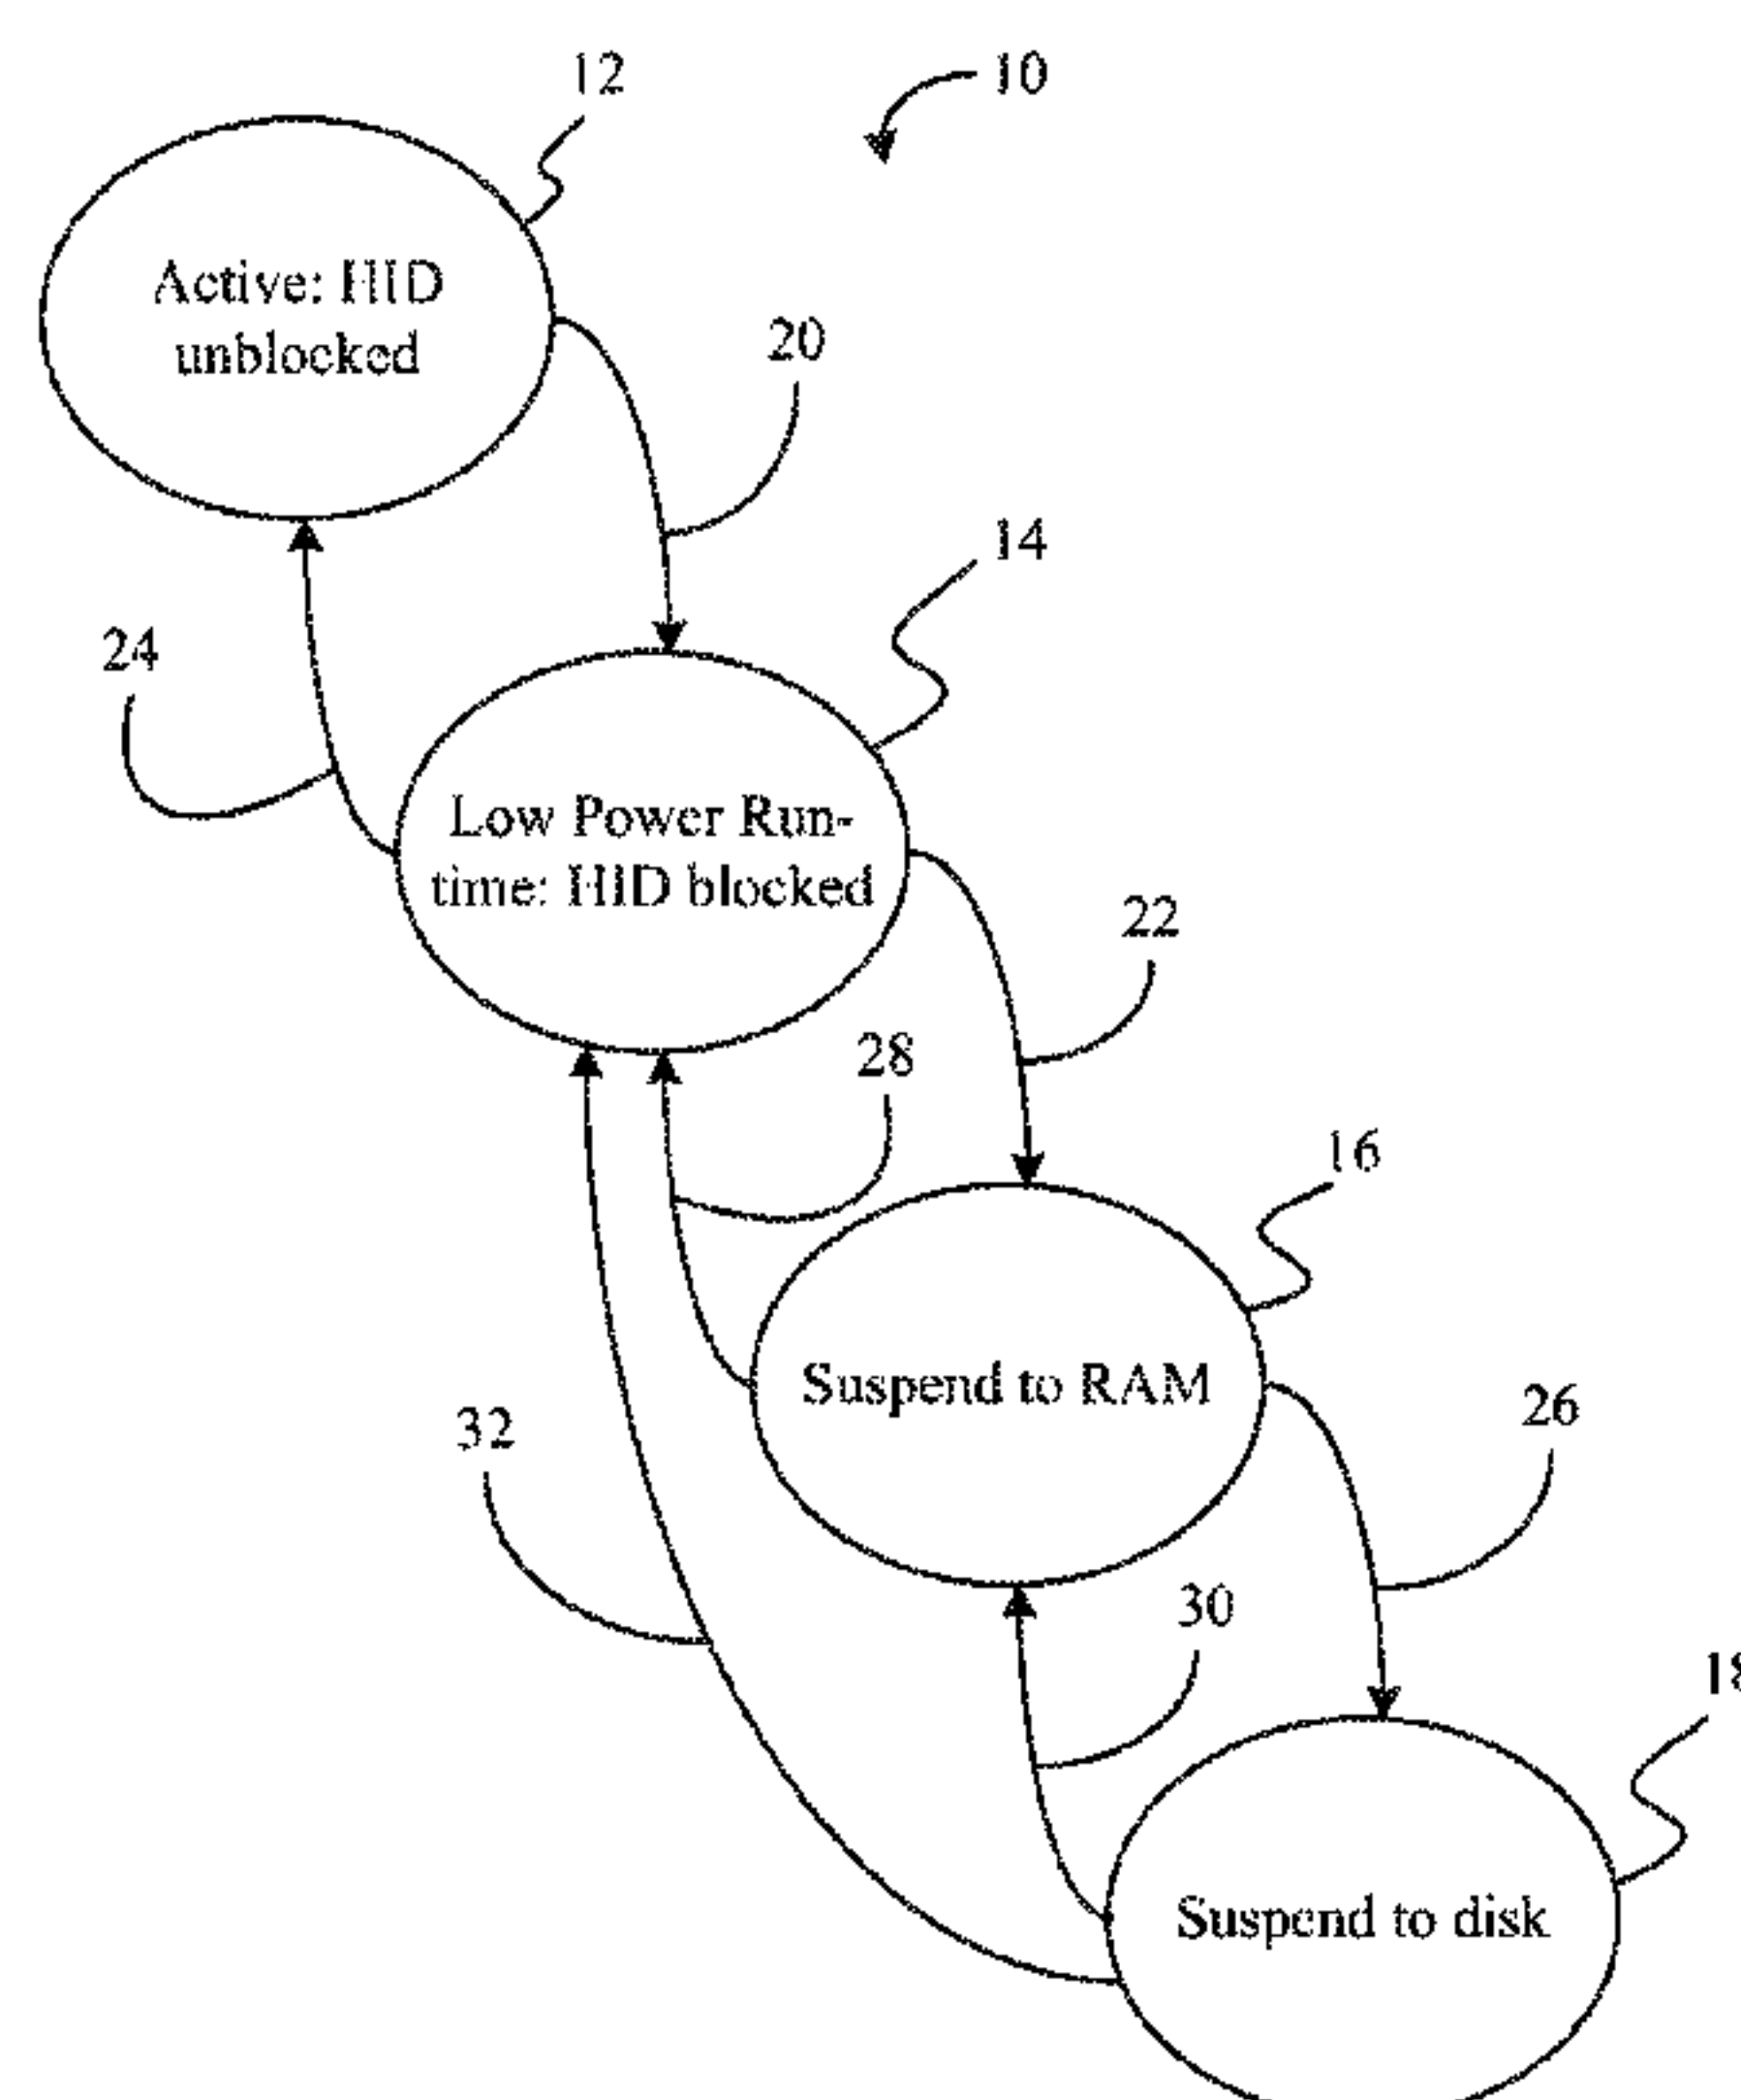 12
10
Active: HID
unblocked
20
14
24
Low Power Run-
time: HID blocked
22
28
16
Suspend to RAM
26
32
30
18
Suspend to disk